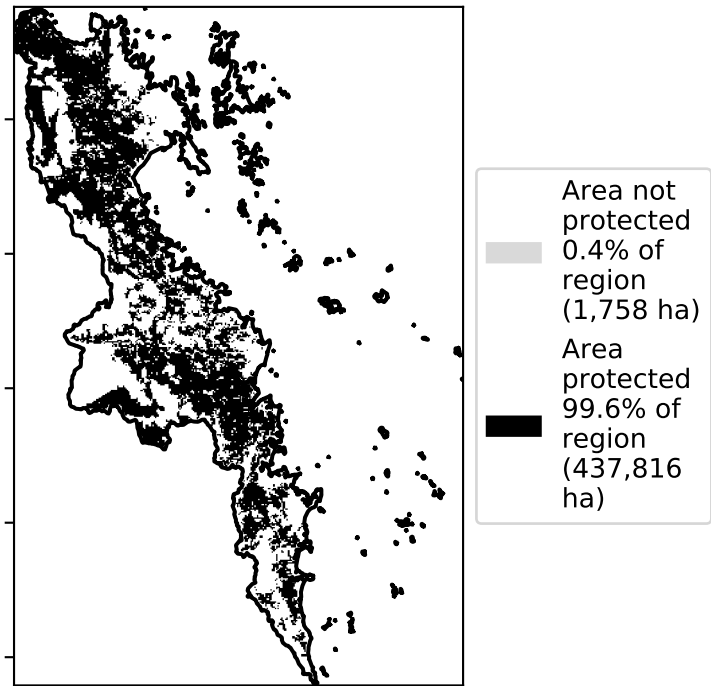 Area not
protected
0.4% of
region
(1,758 ha)
Area
protected
99.6% of
region
(437,816
ha)